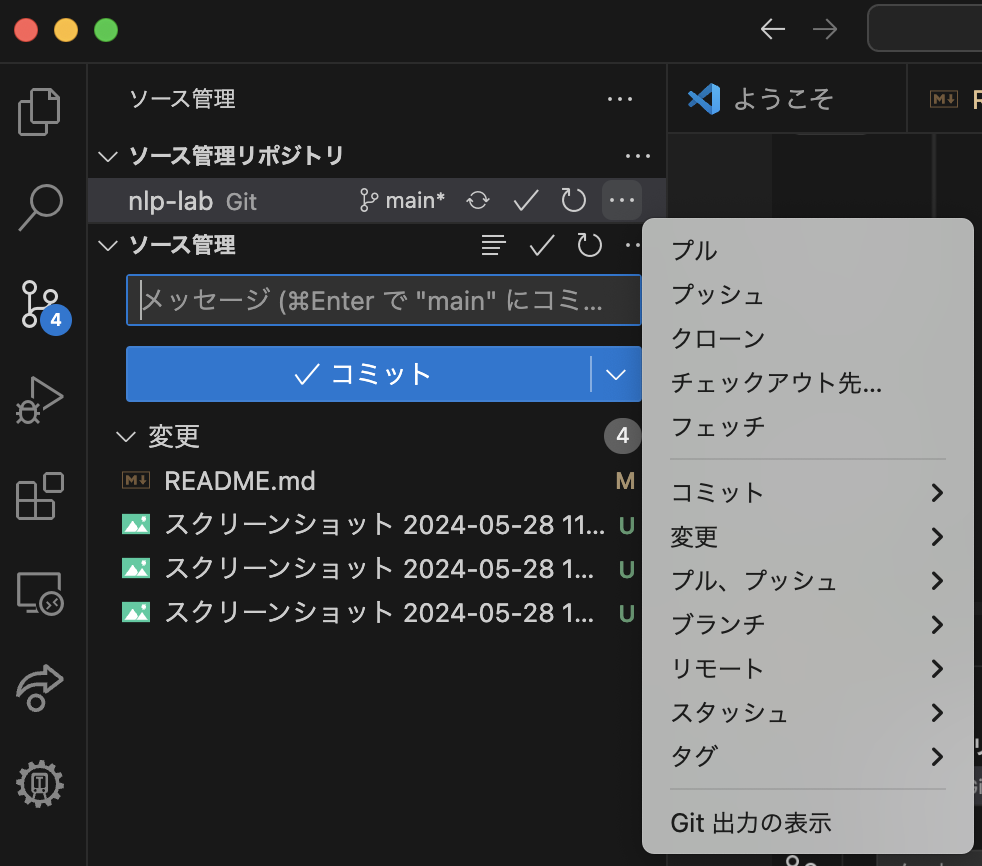 ソース管理
ようこそ
ソース管理リポジトリ
nlp-lab Git main*
ソース管理
メッセージ (⌘Enter で "main" にコミ...
コミット
4
変更 4
README.md M
スクリーンショット 2024-05-28 11... U
スクリーンショット 2024-05-28 1... U
スクリーンショット 2024-05-28 1... U
プル
プッシュ
クローン
チェックアウト先...
フェッチ
コミット
変更
プル、プッシュ
ブランチ
リモート
スタッシュ
タグ
Git 出力の表示